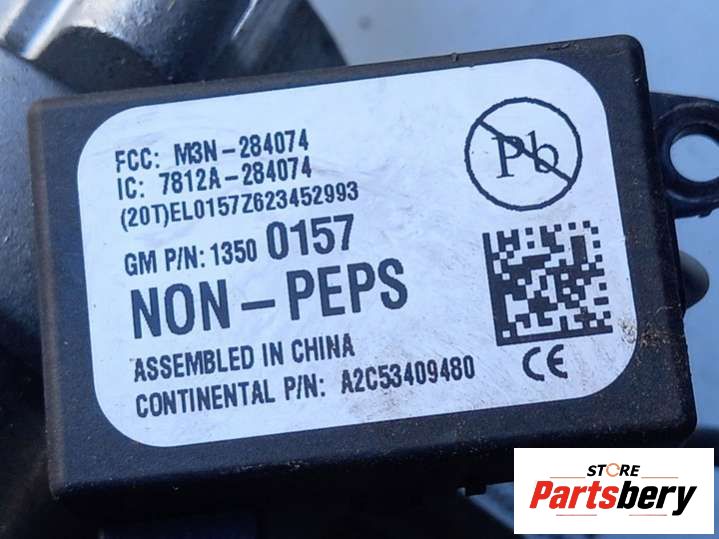 FCC: M3N-284074
IC: 7812A-284074
(20T)EL0157Z623452993
GM P/N: 1350 0157
NON-PEPS
ASSEMBLED IN CHINA
CONTINENTAL P/N: A2C53409480
Pb
CE
STORE
Partsbery